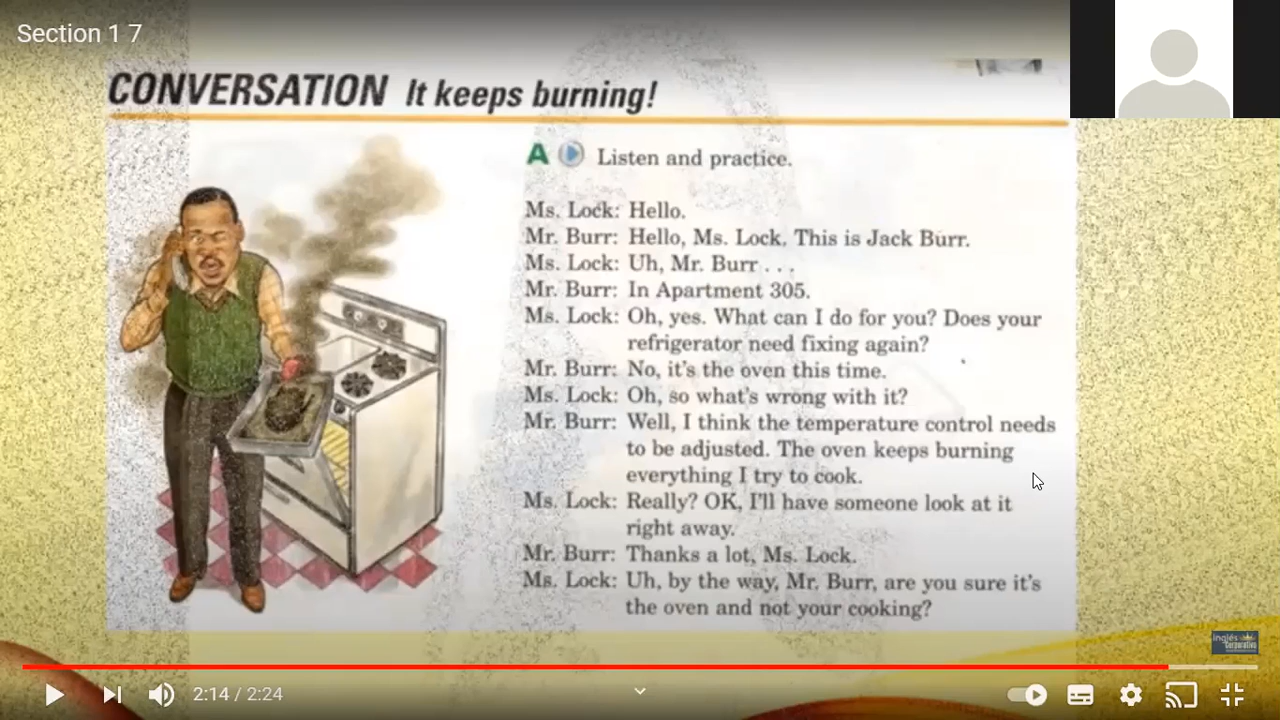 Section 1 7
CONVERSATION It keeps burning!
A Listen and practice.
Ms. Lock: Hello.
Mr. Burr: Hello, Ms. Lock. This is Jack Burr.
Ms. Lock: Uh, Mr. Burr . . .
Mr. Burr: In Apartment 305.
Ms. Lock: Oh, yes. What can I do for you? Does your
refrigerator need fixing again?
Mr. Burr: No, it's the oven this time.
Ms. Lock: Oh, so what's wrong with it?
Mr. Burr: Well, I think the temperature control needs
to be adjusted. The oven keeps burning
everything I try to cook.
Ms. Lock: Really? OK, I'll have someone look at it
right away.
Mr. Burr: Thanks a lot, Ms. Lock.
Ms. Lock: Uh, by the way, Mr. Burr, are you sure it's
the oven and not your cooking?
Inglés
Corporativo
2:14 / 2:24